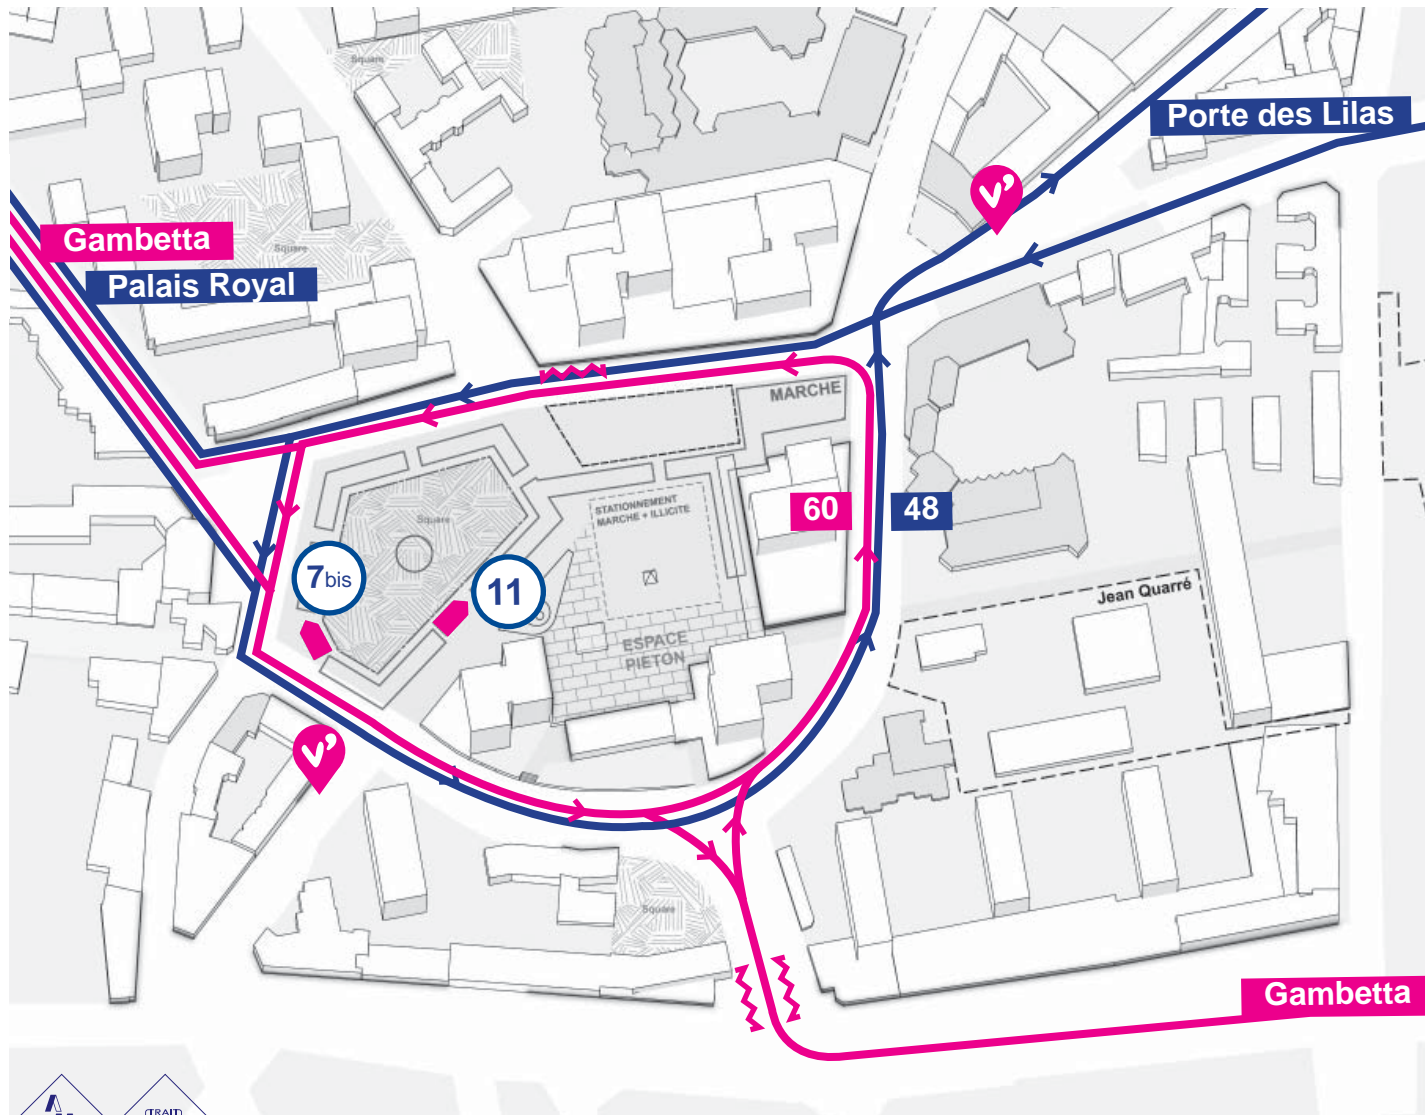 Square
Porte des Lilas
v'
Gambetta
Square
Palais Royal
MARCHE
STATIONNEMENT
MARCHE + ILLICITE
60
48
Square
7bis
11
Jean Quarré
ESPACE
PIETON
v'
Square
Gambetta
TRAIT